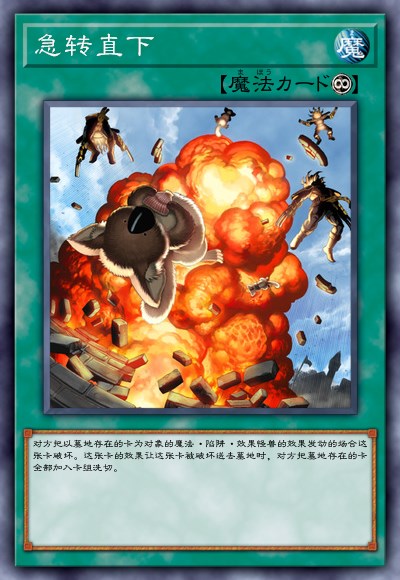 急转直下
魔
まほう
【魔法カード】
对方把以墓地存在的卡为对象的魔法·陷阱·效果怪兽的效果发动的场合这
张卡破坏。这张卡的效果让这张卡被破坏送去墓地时，对方把墓地存在的卡
全部加入卡组洗切。